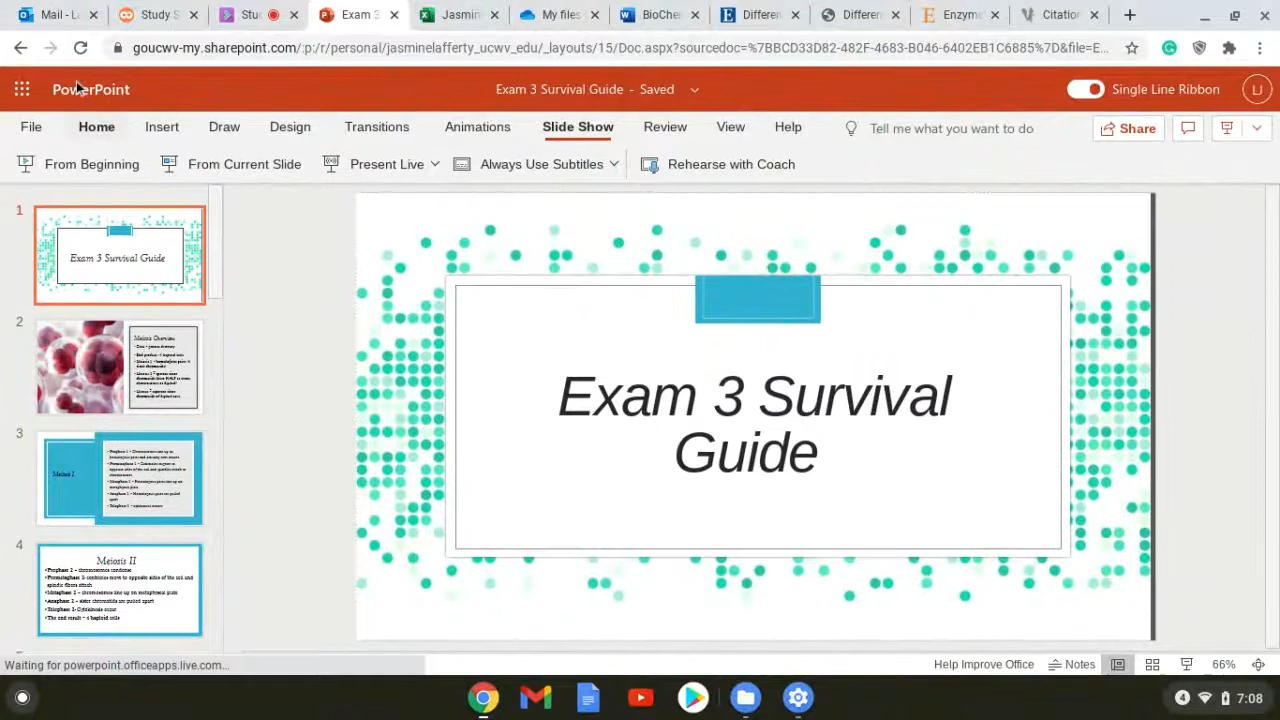 Mail - L
Study S
Stud
Exam 3
Jasmin
My files
BioChe
Differen
Differen
Enzyme
Citation
goucwv-my.sharepoint.com/:p:/r/personal/jasminelafferty_ucwv_edu/_layouts/15/Doc.aspx?sourcedoc=%7BBCD33D82-482F-4683-B046-6402EB1C6885%7D&file=E...
PowerPoint
Exam 3 Survival Guide - Saved
Single Line Ribbon
LJ
File Home Insert Draw Design Transitions Animations Slide Show Review View Help Tell me what you want to do Share
From Beginning From Current Slide Present Live Always Use Subtitles Rehearse with Coach
1
Exam 3 Survival Guide
2
Meiosis Overview
3
Meiosis I
4
Meiosis II
Exam 3 Survival
Guide
Waiting for powerpoint.officeapps.live.com...
Help Improve Office Notes 66%
4 7:08